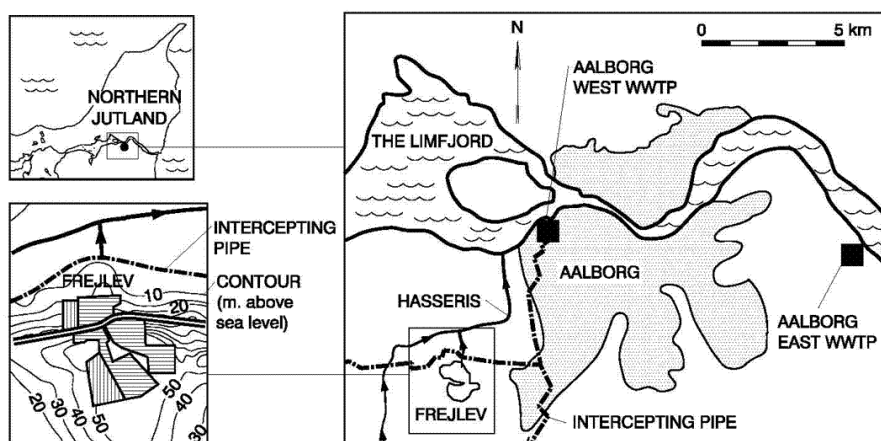 NORTHERN
JUTLAND
N
0
5 km
AALBORG
WEST WWTP
THE LIMFJORD
AALBORG
HASSERIS
AALBORG
EAST WWTP
FREJLEV
INTERCEPTING PIPE
INTERCEPTING
PIPE
CONTOUR
(m. above
sea level)
FREJLEV
10
20
20
30
40
50
50
40
30